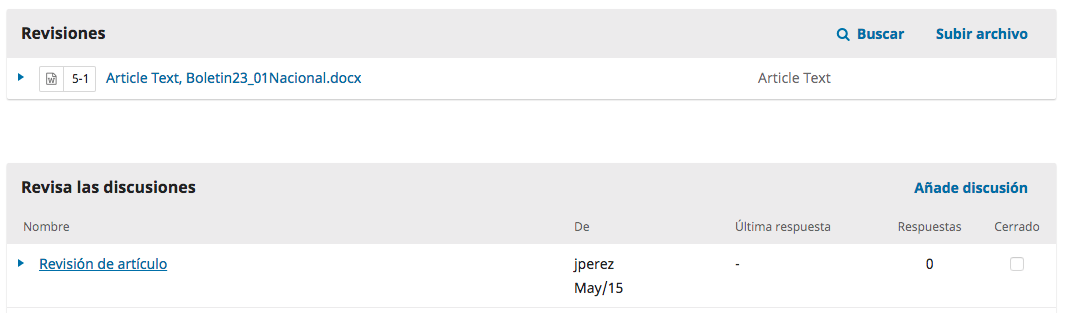 Revisiones Buscar Subir archivo
5-1 Article Text, Boletin23_01Nacional.docx Article Text
Revisa las discusiones Añade discusión
Nombre De Última respuesta Respuestas Cerrado
Revisión de artículo jperez - 0
May/15